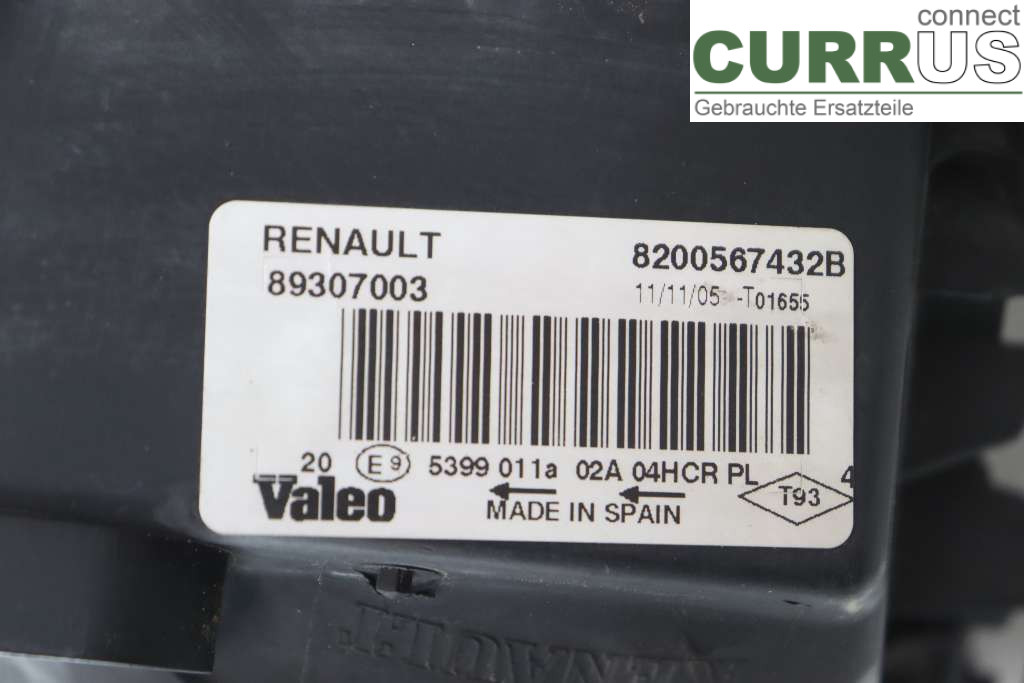 connect
CURRUS
Gebrauchte Ersatzteile
RENAULT 8200567432B
89307003 11/11/05 -T01655
20 E9 5399 011a 02A 04HCR PL T93 4
Valeo MADE IN SPAIN